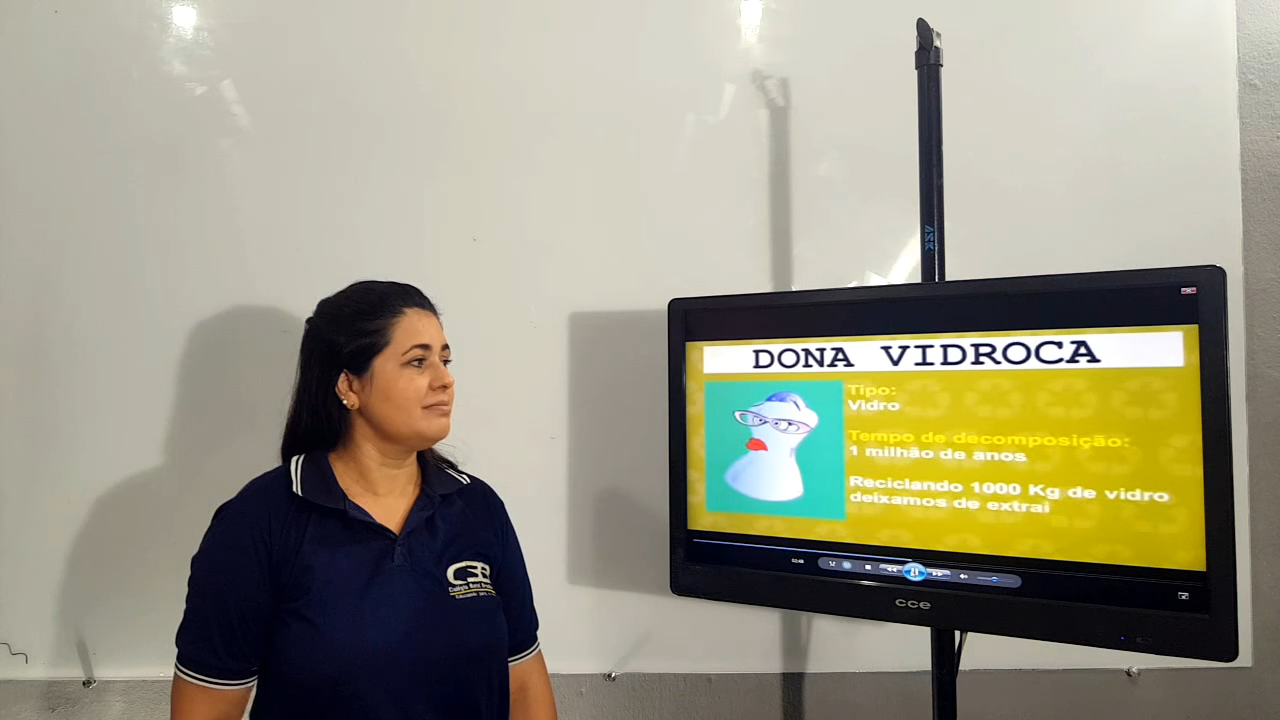 DONA VIDROCA
Tipo:
Vidro
Tempo de decomposição:
1 milhão de anos
Reciclando 1000 Kg de vidro
deixamos de extrai
cce
ASK